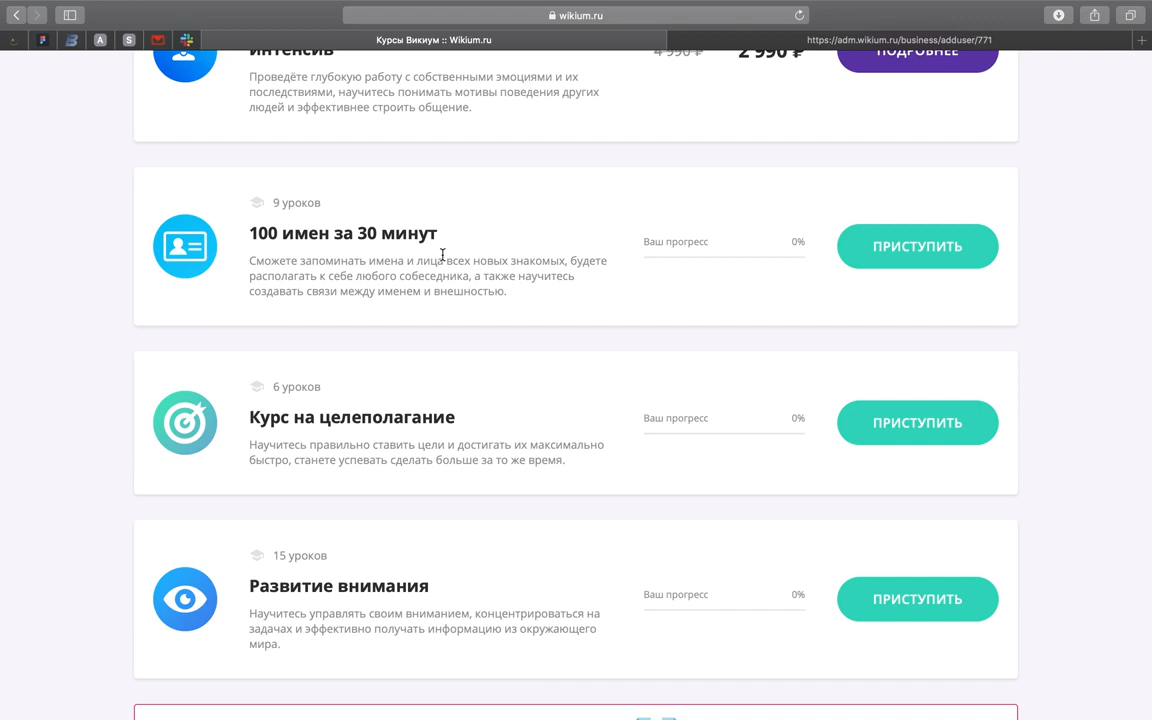 wikium.ru
A
S
Курсы Викиум :: Wikium.ru
https://adm.wikium.ru/business/adduser/771
интенсив
4 990 ₽
2 990 ₽
ПОДРОБНЕЕ
Проведёте глубокую работу с собственными эмоциями и их
последствиями, научитесь понимать мотивы поведения других
людей и эффективнее строить общение.
9 уроков
100 имен за 30 минут
Сможете запоминать имена и лица всех новых знакомых, будете
располагать к себе любого собеседника, а также научитесь
создавать связи между именем и внешностью.
Ваш прогресс
0%
ПРИСТУПИТЬ
6 уроков
Курс на целеполагание
Научитесь правильно ставить цели и достигать их максимально
быстро, станете успевать сделать больше за то же время.
Ваш прогресс
0%
ПРИСТУПИТЬ
15 уроков
Развитие внимания
Научитесь управлять своим вниманием, концентрироваться на
задачах и эффективно получать информацию из окружающего
мира.
Ваш прогресс
0%
ПРИСТУПИТЬ